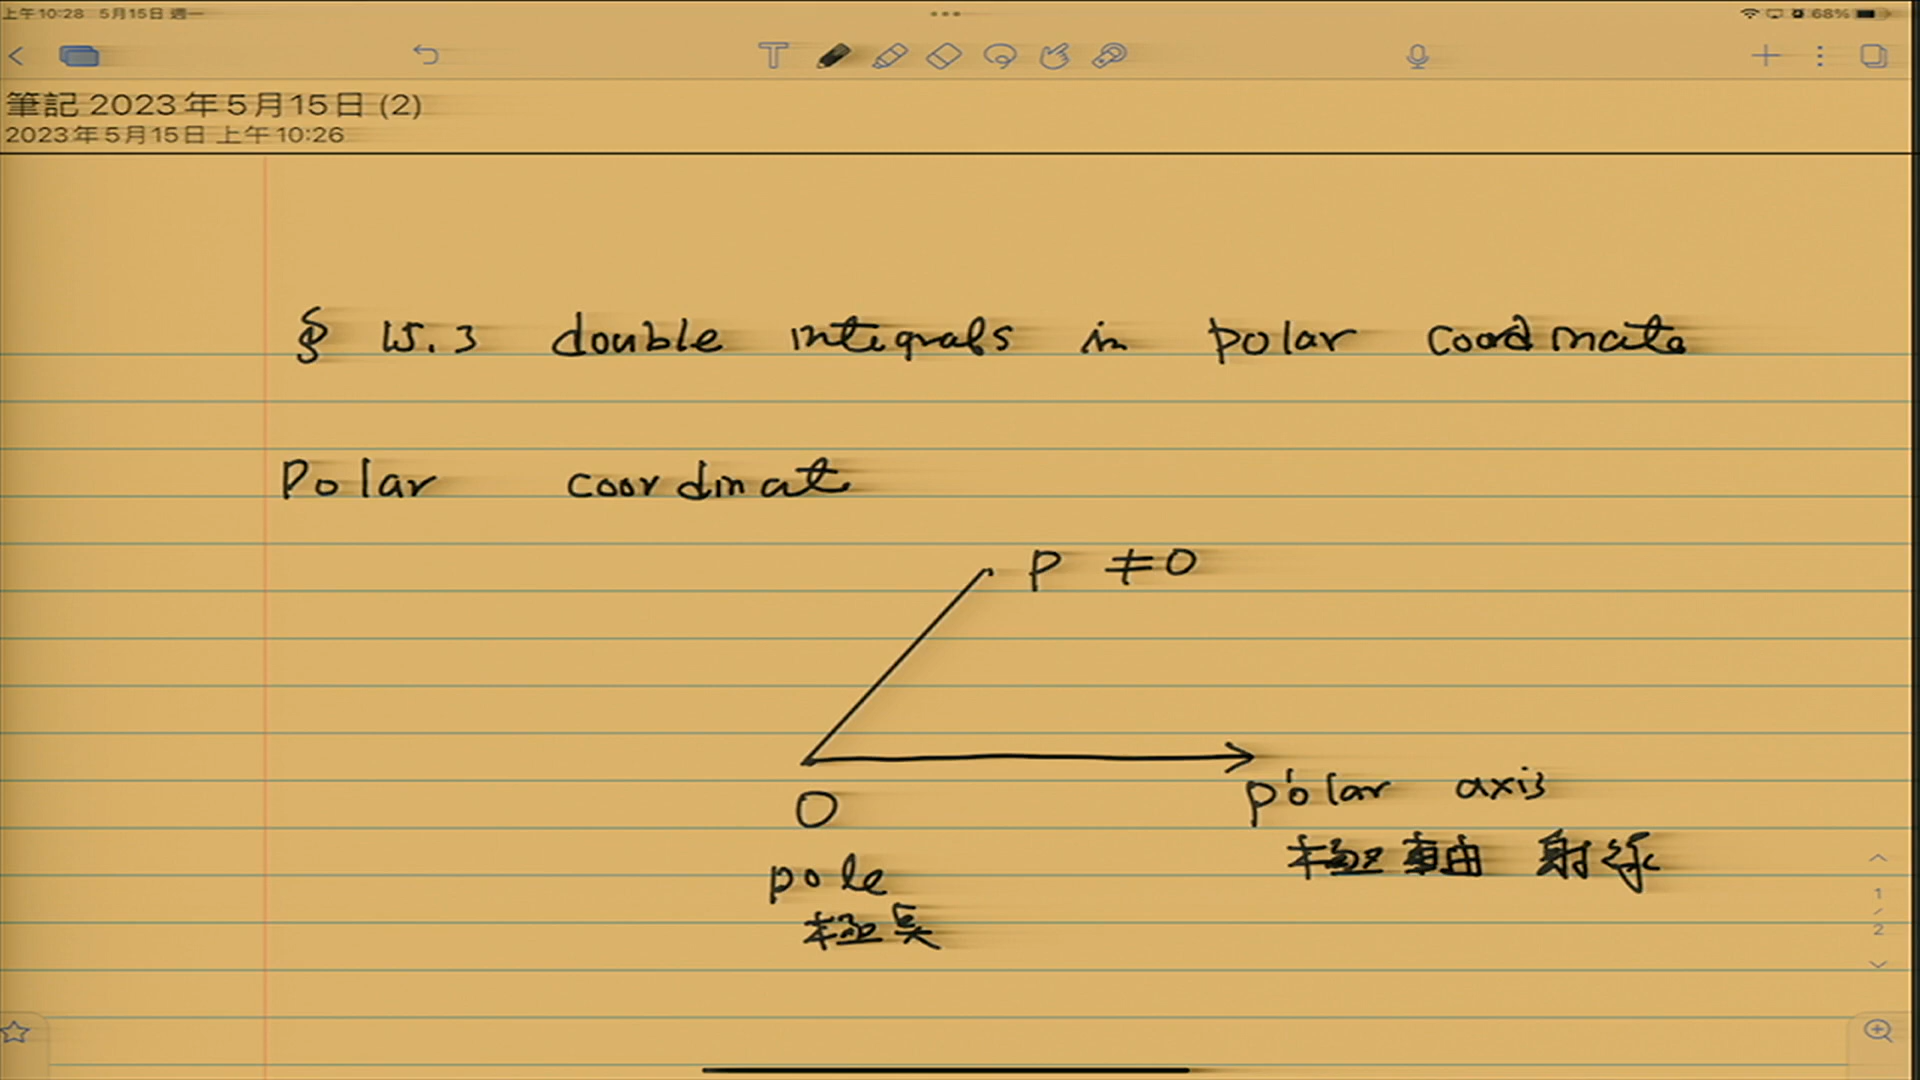 上午10:28 5月15日 週一
68%
筆記 2023年5月15日 (2)
2023年5月15日 上午10:26
§ 15.3 double integrals in polar coordinate
Polar coordinat
P ≠0
O
polar axis
極軸 射線
pole
極点
1
/
2